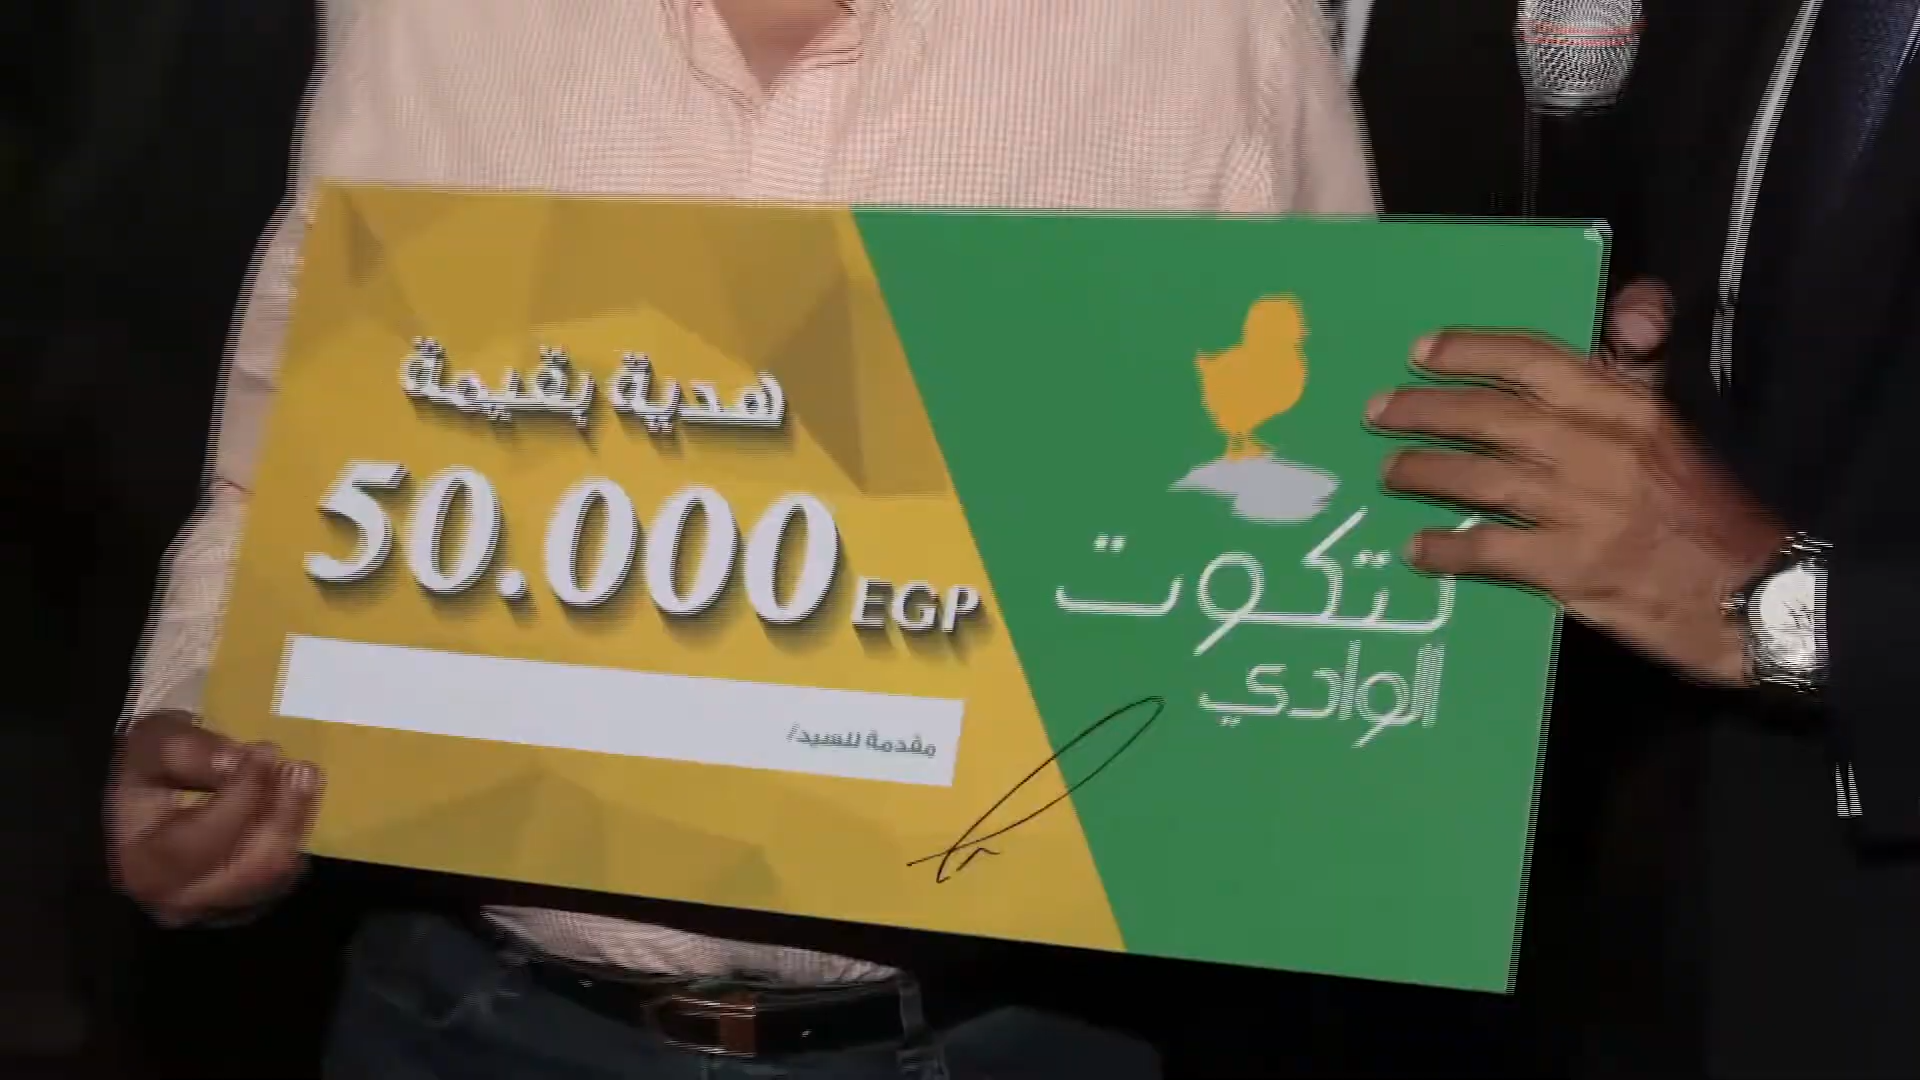 هدية بقيمة
50.000 EGP
مقدمة للسيد/
كتكوت
الوادي